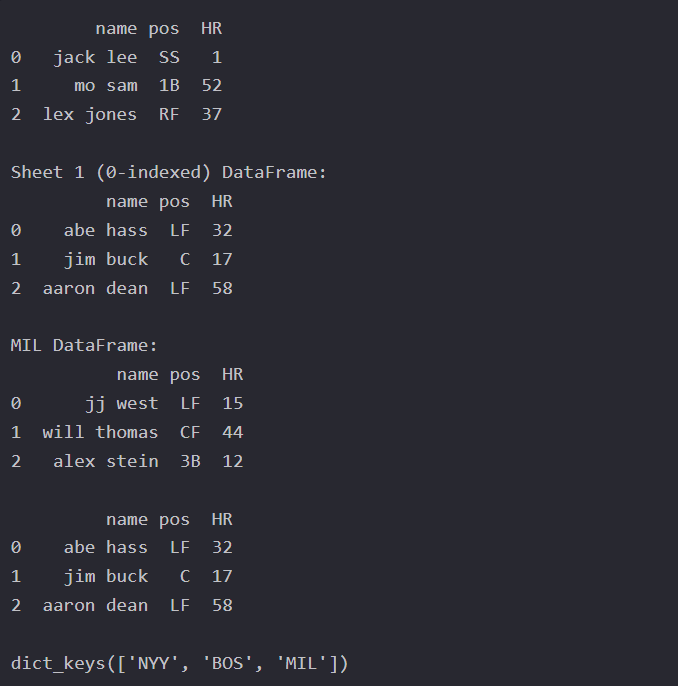 name pos  HR
0   jack lee  SS   1
1     mo sam  1B  52
2  lex jones  RF  37

Sheet 1 (0-indexed) DataFrame:
         name pos  HR
0    abe hass  LF  32
1    jim buck   C  17
2  aaron dean  LF  58

MIL DataFrame:
          name pos  HR
0      jj west  LF  15
1  will thomas  CF  44
2   alex stein  3B  12

         name pos  HR
0    abe hass  LF  32
1    jim buck   C  17
2  aaron dean  LF  58

dict_keys(['NYY', 'BOS', 'MIL'])